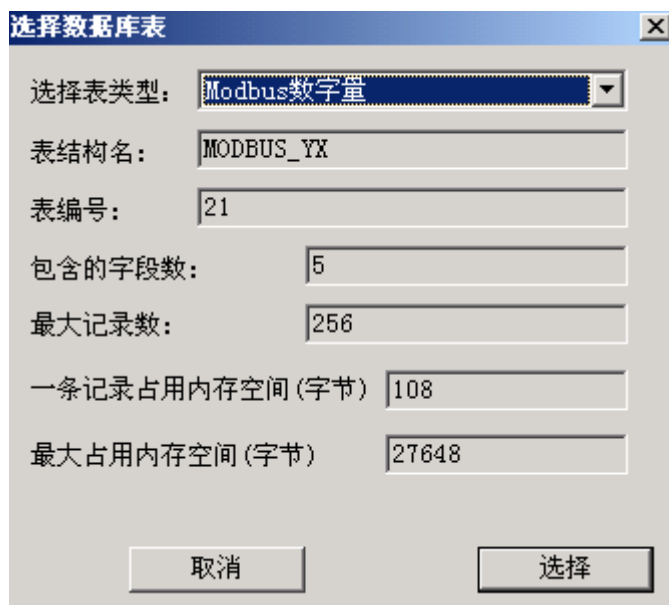 选择数据库表
选择表类型： Modbus数字量
表结构名： MODBUS_YX
表编号： 21
包含的字段数： 5
最大记录数： 256
一条记录占用内存空间(字节) 108
最大占用内存空间(字节) 27648
取消 选择